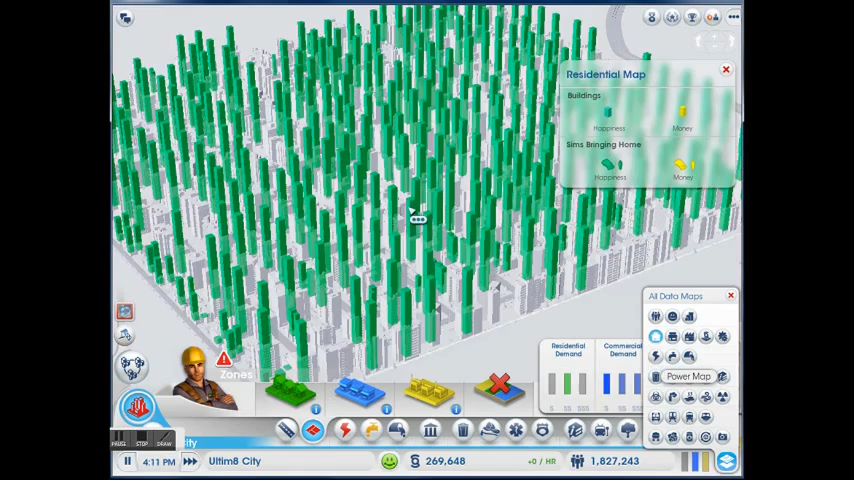 Residential Map
Buildings
Happiness Money
Sims Bringing Home
Happiness Money
All Data Maps
Power Map
Residential Demand
Commercial Demand
$ $$ $$$ $ $$ $$$
Zones
PAUSE STOP DRAW
City
4:11 PM Ultim8 City 269,648 +0 / HR 1,827,243